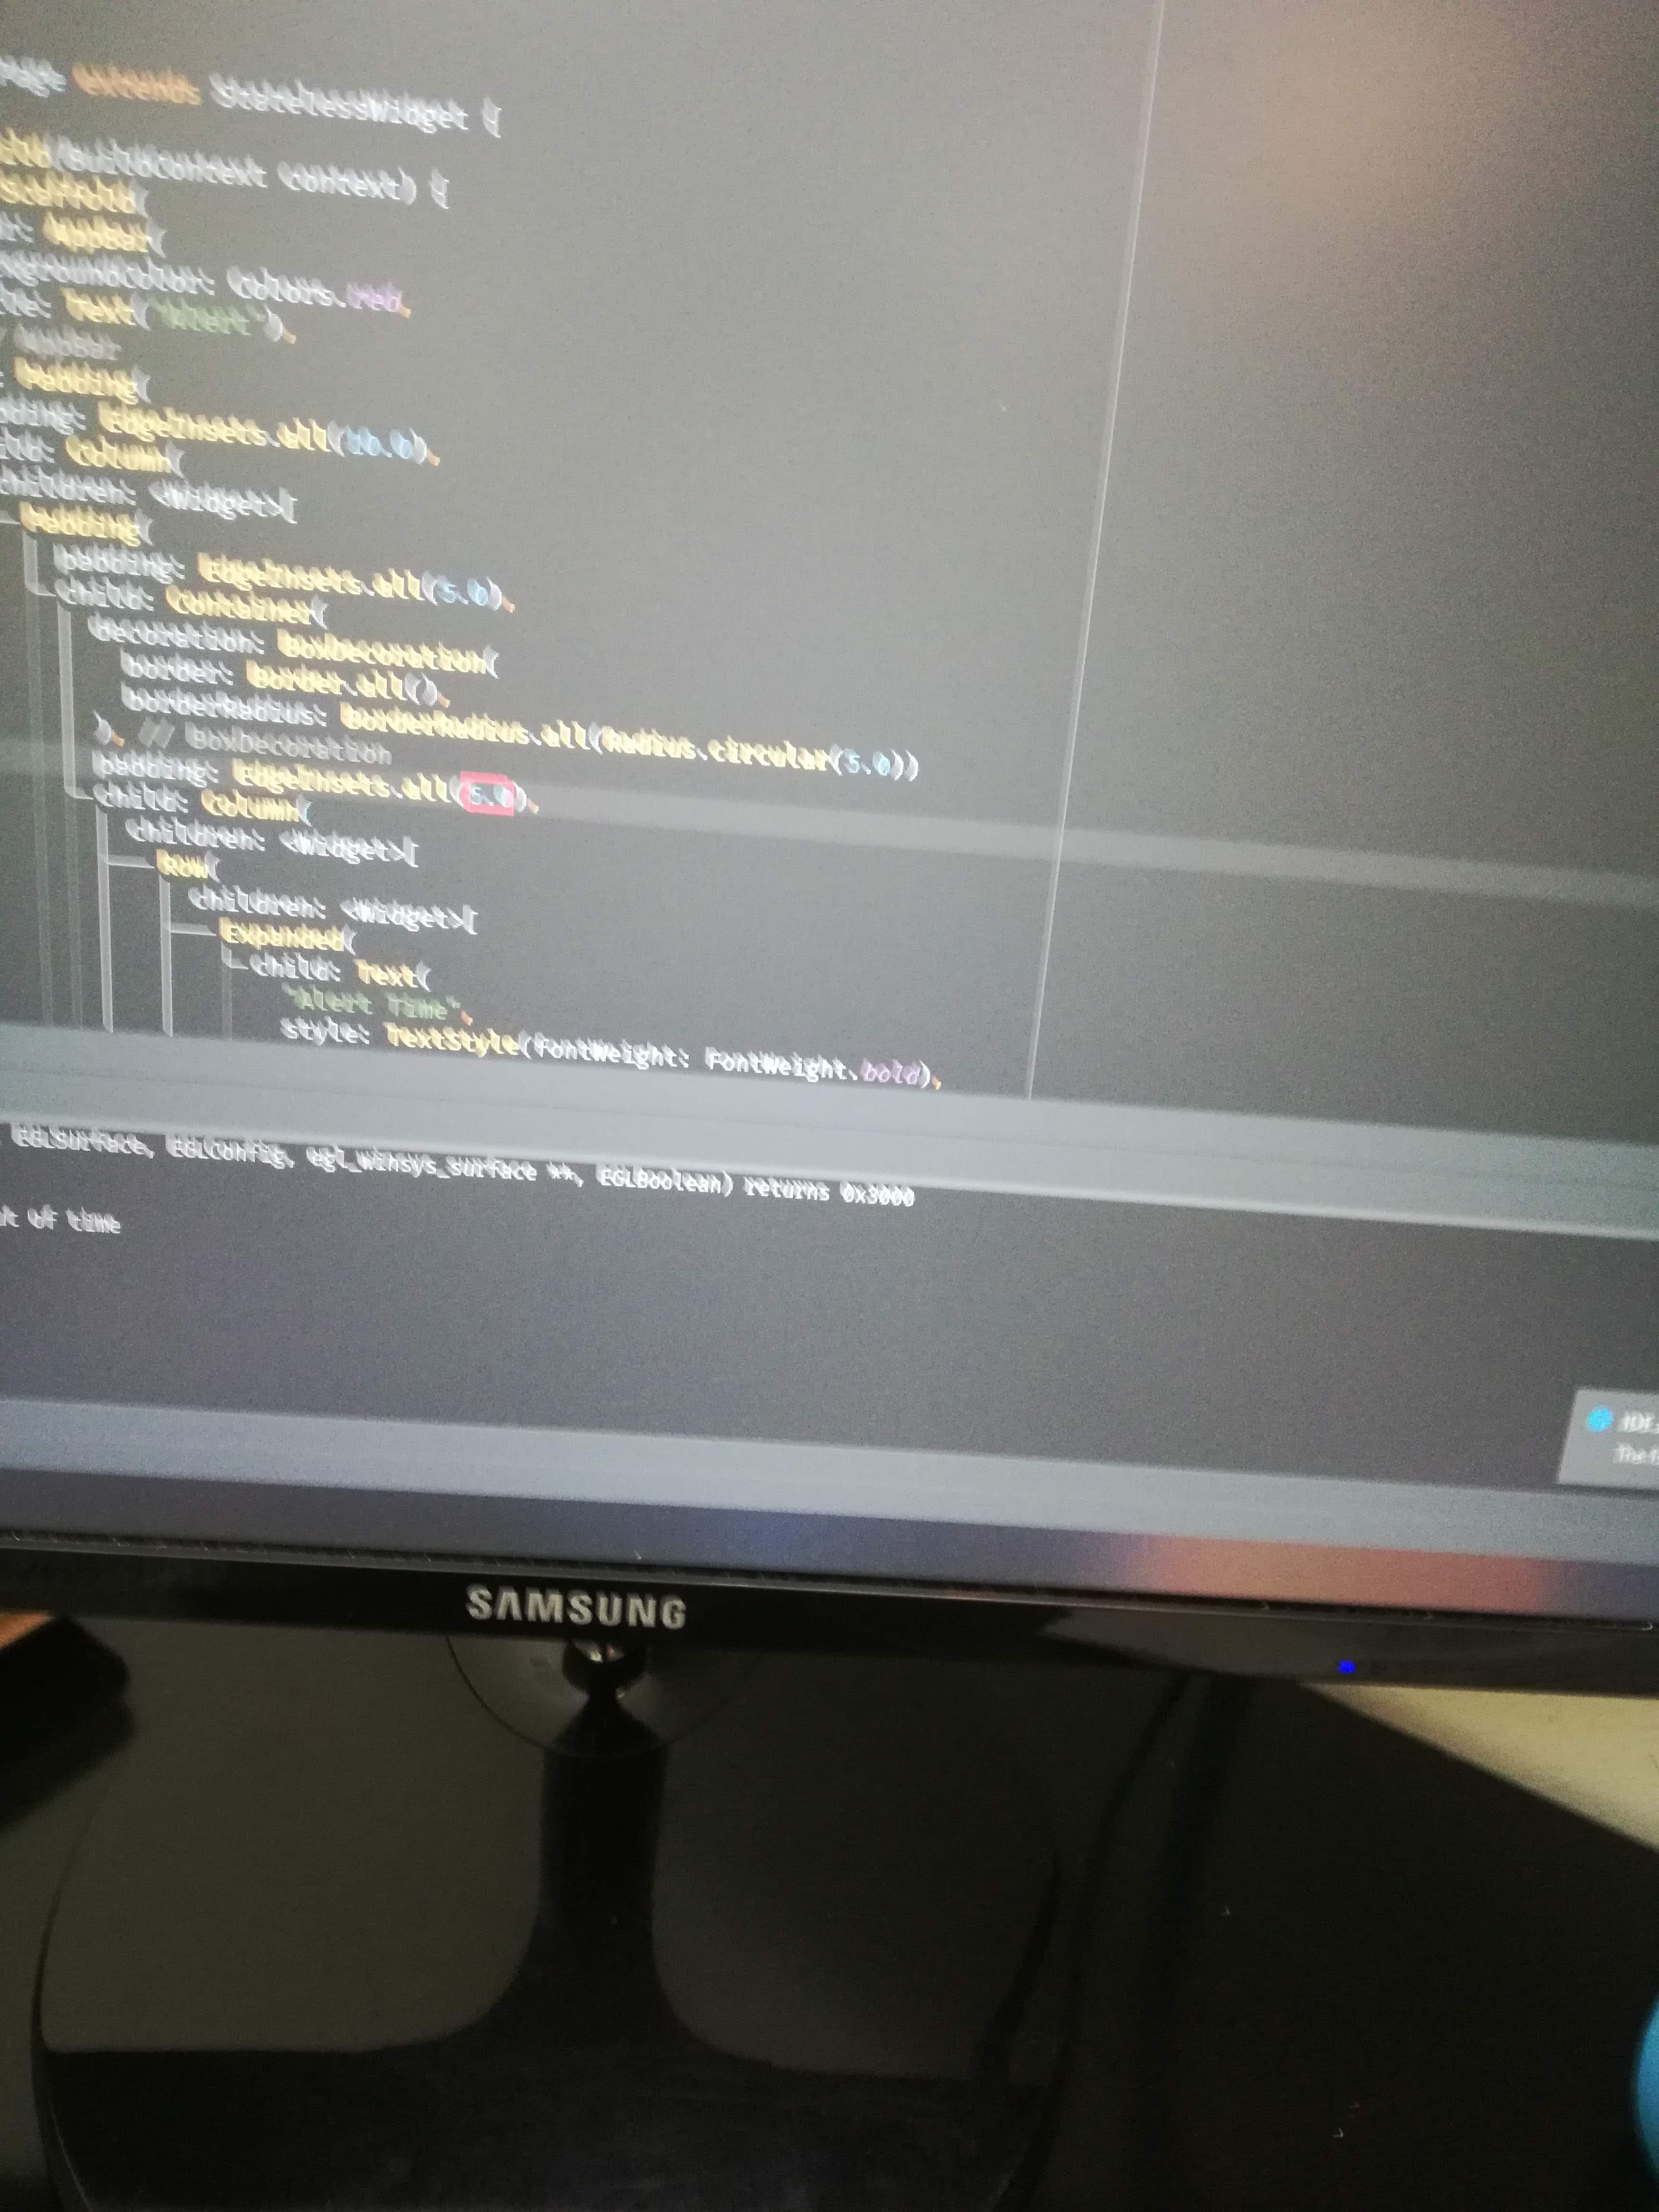 extends StatelessWidget {
(BuildContext context) {
Scaffold(
AppBar(
Colors.red,
Text("Alert"),
AppBar
Padding(
EdgeInsets.all(10.0),
Column(
children: <Widget>[
Padding(
padding: EdgeInsets.all(5.0),
child: Container(
decoration: BoxDecoration(
border: Border.all(),
borderRadius: BorderRadius.all(Radius.circular(5.0))
), // BoxDecoration
padding: EdgeInsets.all(5.0),
child: Column(
children: <Widget>[
Row(
children: <Widget>[
Expanded(
child: Text(
"Alert Time",
style: TextStyle(fontWeight: FontWeight.bold),
EGLSurface, EGLConfig, egl_winsys_surface **, EGLBoolean) returns 0x3000
of time
The
SAMSUNG